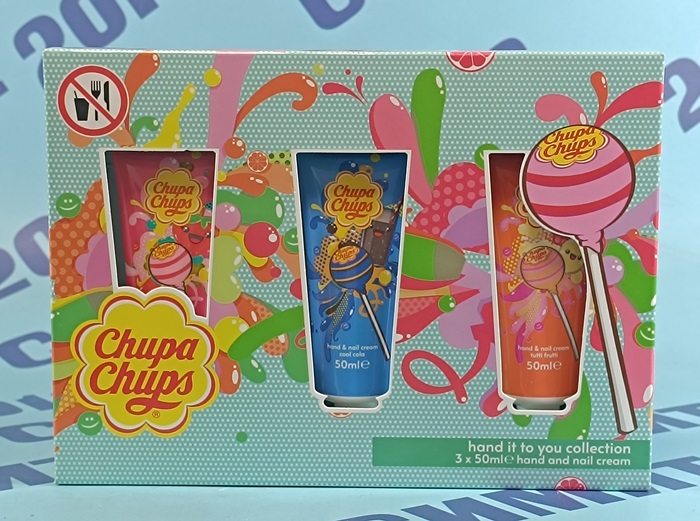 Chupa
Chups
Chupa
Chups
Chupa
Chups
hand & nail cream
cool cola
50ml℮
Chupa
Chups
hand & nail cream
tutti frutti
50ml℮
Chupa
Chups
®
hand it to you collection
3 x 50ml℮ hand and nail cream